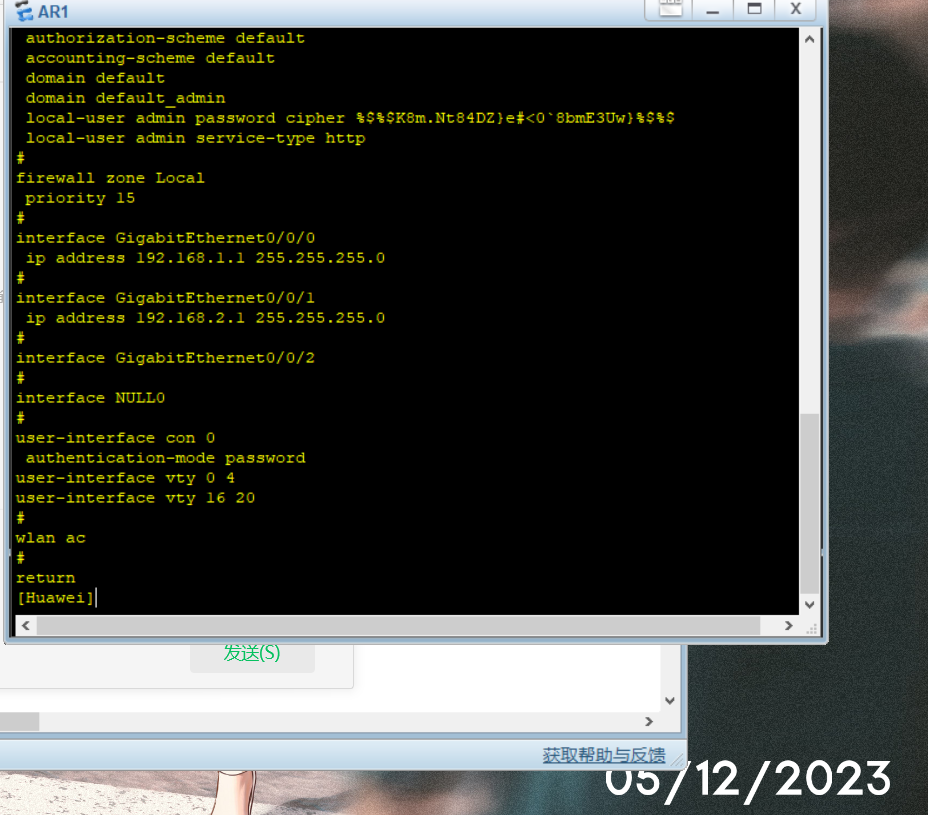 AR1
authorization-scheme default
accounting-scheme default
domain default
domain default_admin
local-user admin password cipher %$%$K8m.Nt84DZ}e#<0`8bmE3Uw}%$%$
local-user admin service-type http
#
firewall zone Local
priority 15
#
interface GigabitEthernet0/0/0
ip address 192.168.1.1 255.255.255.0
#
interface GigabitEthernet0/0/1
ip address 192.168.2.1 255.255.255.0
#
interface GigabitEthernet0/0/2
#
interface NULL0
#
user-interface con 0
authentication-mode password
user-interface vty 0 4
user-interface vty 16 20
#
wlan ac
#
return
[Huawei]
发送(S)
获取帮助与反馈
05/12/2023